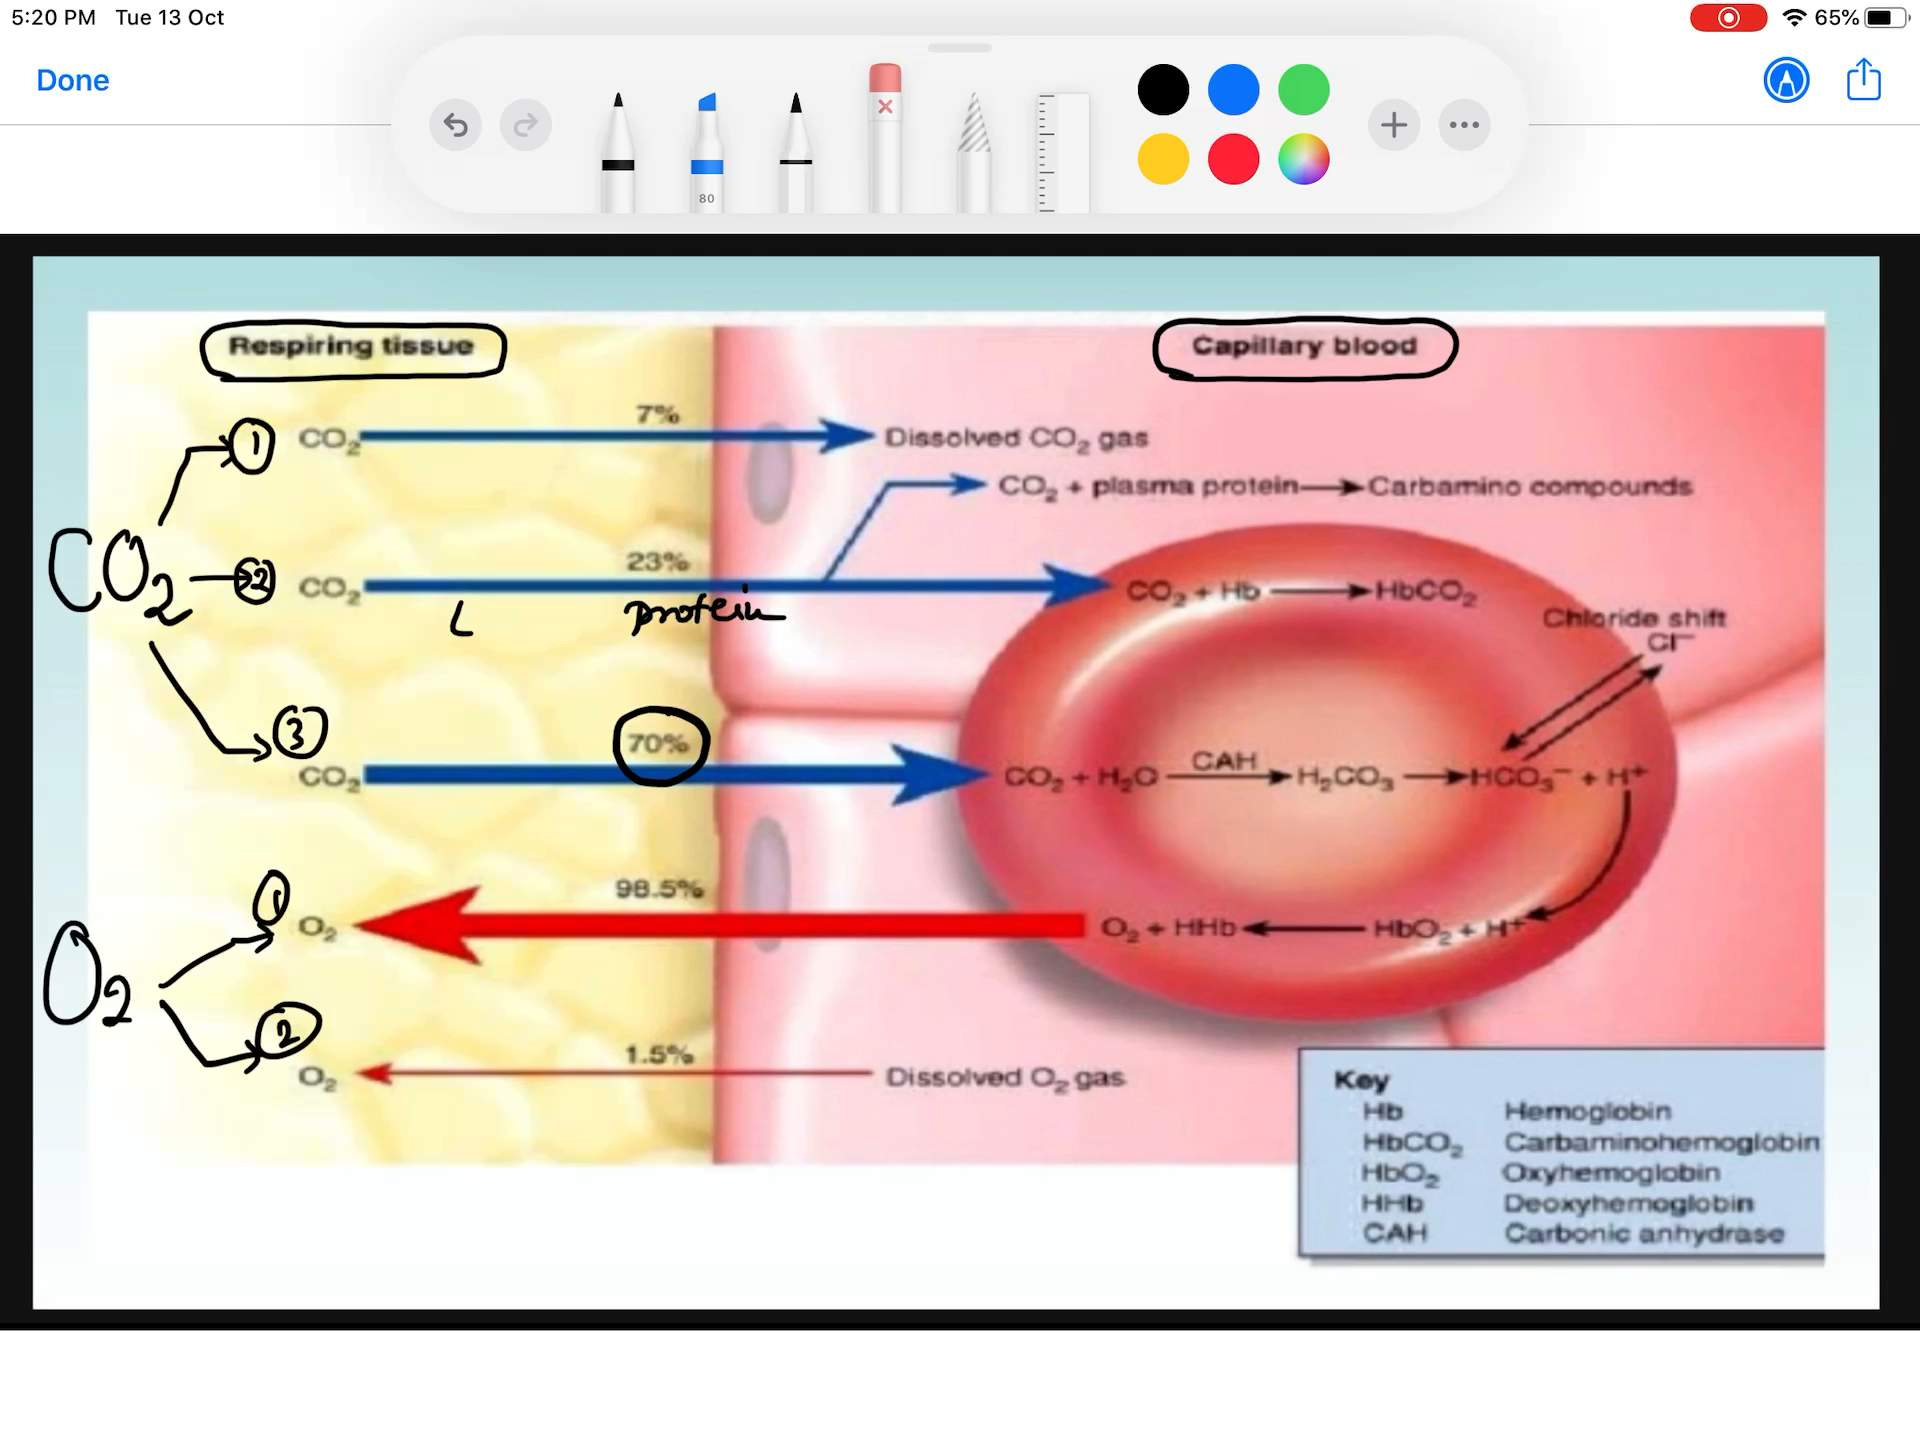 5:20 PM Tue 13 Oct
65%
Done
80
Respiring tissue
Capillary blood
7%
① CO₂
Dissolved CO₂ gas
CO₂ + plasma protein → Carbamino compounds
CO₂
23%
② CO₂
protein
CO₂ + Hb → HbCO₂
Chloride shift
Cl⁻
③
70%
CO₂
CO₂ + H₂O CAH → H₂CO₃ → HCO₃⁻ + H⁺
98.5%
①
O₂
O₂ + HHb ← HbO₂ + H⁺
O₂
②
1.5%
O₂
Dissolved O₂ gas
Key
Hb Hemoglobin
HbCO₂ Carbaminohemoglobin
HbO₂ Oxyhemoglobin
HHb Deoxyhemoglobin
CAH Carbonic anhydrase